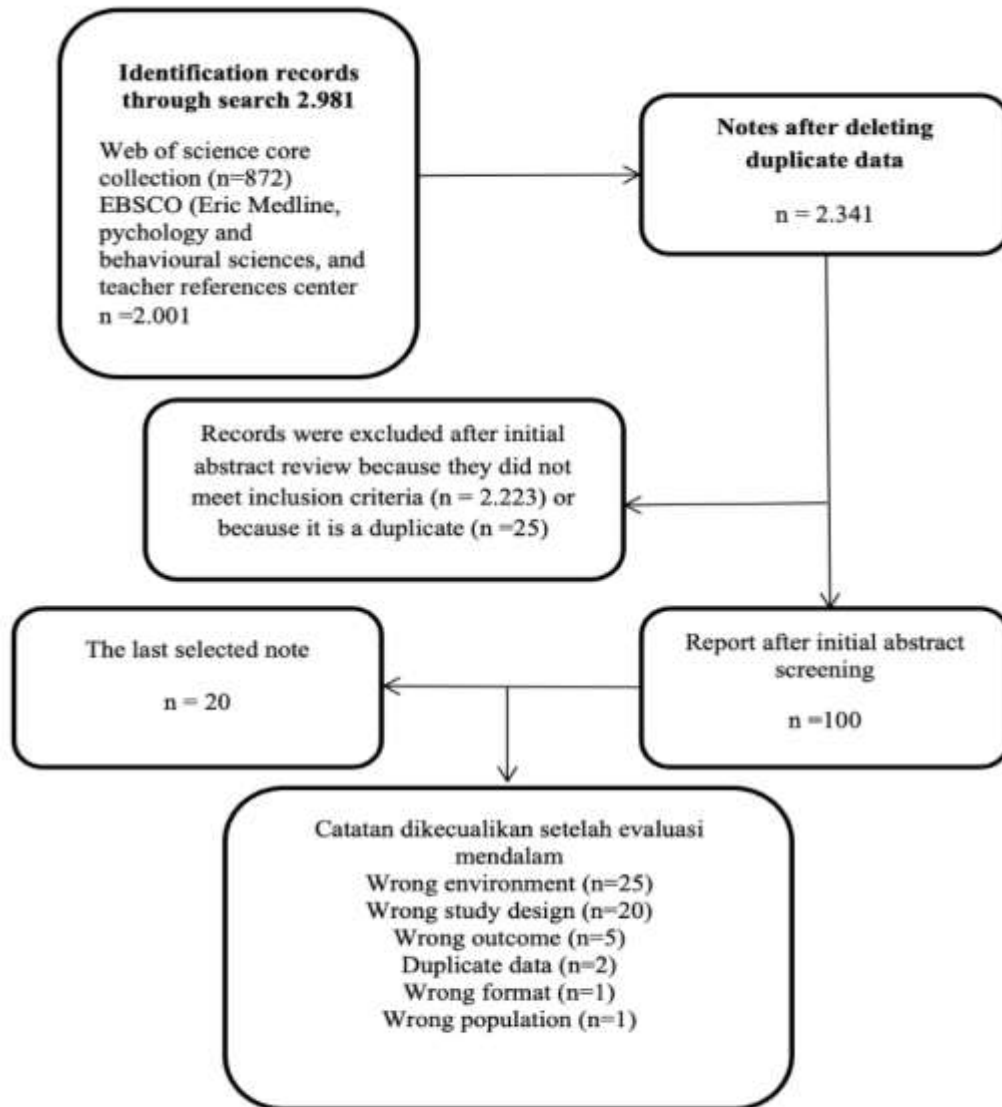 Identification records
through search 2.981
Web of science core
collection (n=872)
EBSCO (Eric Medline,
pychology and
behavioural sciences, and
teacher references center
n =2.001
Notes after deleting
duplicate data
n = 2.341
Records were excluded after initial
abstract review because they did not
meet inclusion criteria (n = 2.223) or
because it is a duplicate (n =25)
The last selected note
n = 20
Report after initial abstract
screening
n =100
Catatan dikecualikan setelah evaluasi
mendalam
Wrong environment (n=25)
Wrong study design (n=20)
Wrong outcome (n=5)
Duplicate data (n=2)
Wrong format (n=1)
Wrong population (n=1)